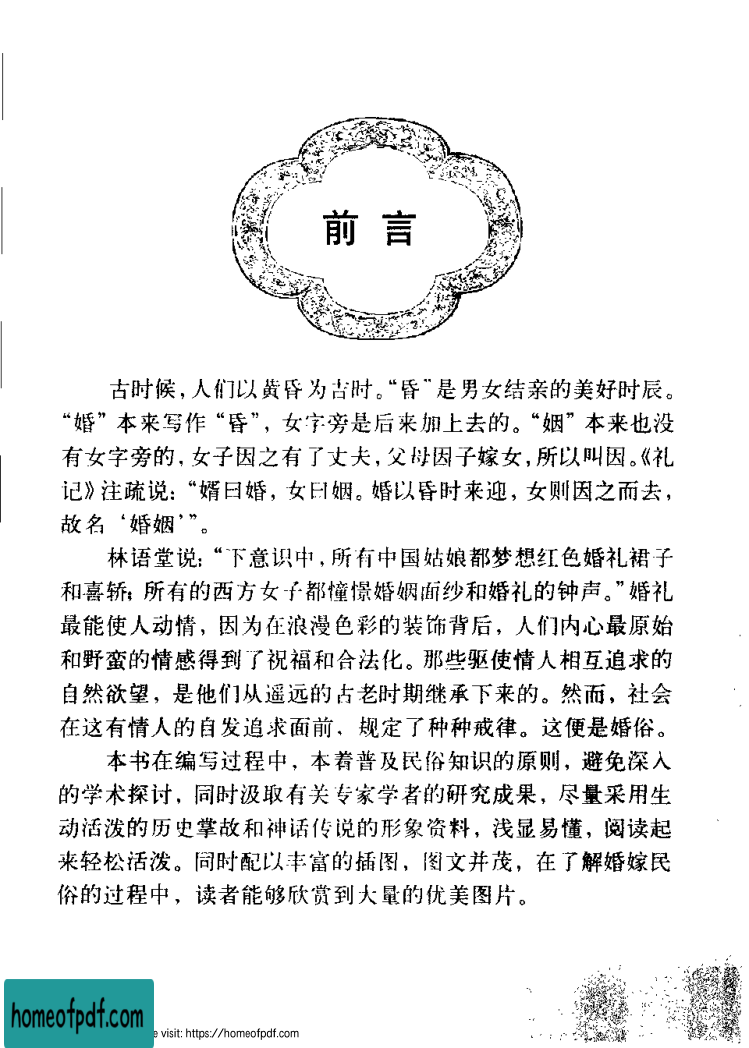 前言
古时候，人们以黄昏为吉时。“昏”是男女结亲的美好时辰。
“婚”本来写作“昏”，女字旁是后来加上去的。“姻”本来也没
有女字旁的，女子因之有了丈夫，父母因子嫁女，所以叫因。《礼
记》注疏说：“婿曰婚，女曰姻。婚以昏时来迎，女则因之而去，
故名‘婚姻’”。
林语堂说：“下意识中，所有中国姑娘都梦想红色婚礼裙子
和喜轿；所有的西方女子都憧憬婚姻面纱和婚礼的钟声。”婚礼
最能使人动情，因为在浪漫色彩的装饰背后，人们内心最原始
和野蛮的情感得到了祝福和合法化。那些驱使情人相互追求的
自然欲望，是他们从遥远的古老时期继承下来的。然而，社会
在这有情人的自发追求面前、规定了种种戒律。这便是婚俗。
本书在编写过程中，本着普及民俗知识的原则，避免深入
的学术探讨，同时汲取有关专家学者的研究成果，尽量采用生
动活泼的历史掌故和神话传说的形象资料，浅显易懂，阅读起
来轻松活泼。同时配以丰富的插图，图文并茂，在了解婚嫁民
俗的过程中，读者能够欣赏到大量的优美图片。
homeofpdf.com
e visit: https://homeofpdf.com